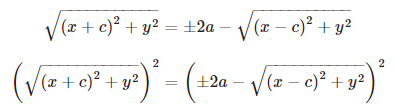 √((x + c)² + y²) = ±2a − √((x − c)² + y²)
(√((x + c)² + y²))² = (±2a − √((x − c)² + y²))²